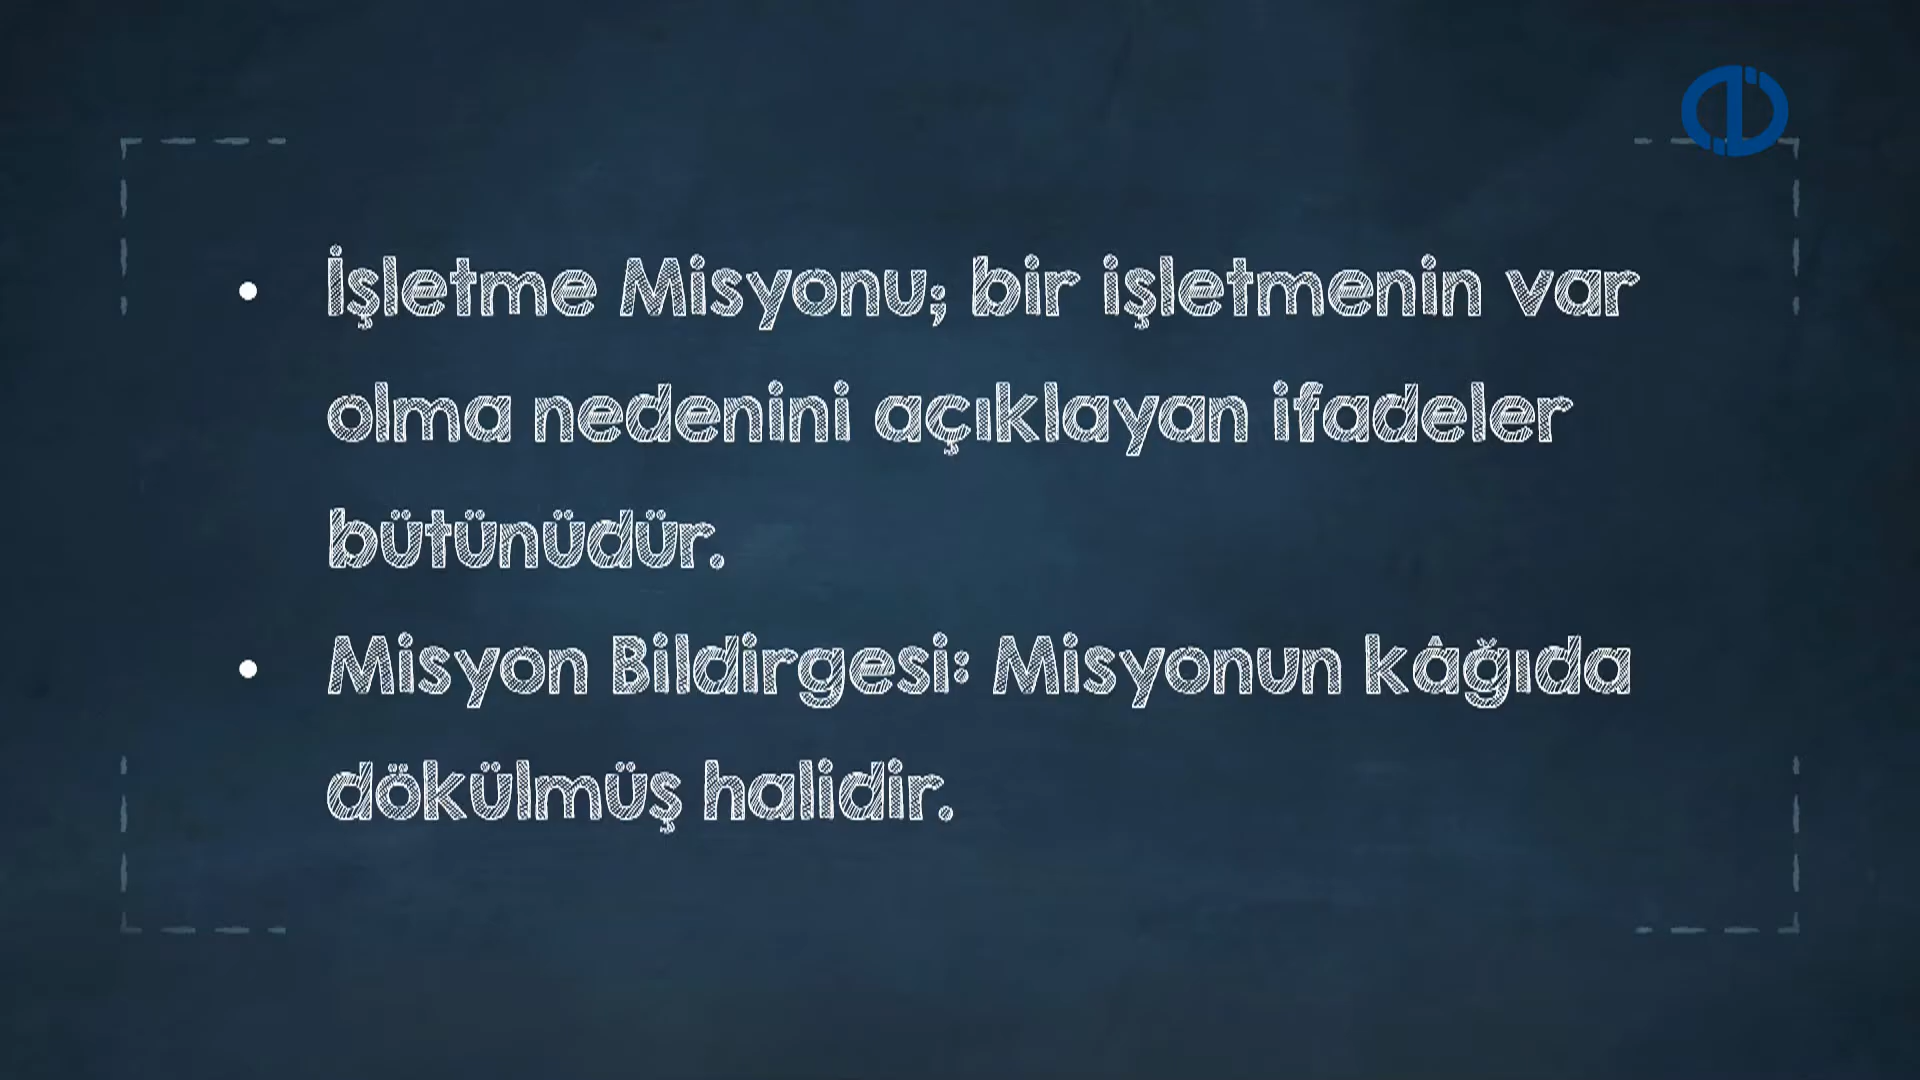 • İşletme Misyonu; bir işletmenin var
olma nedenini açıklayan ifadeler
bütünüdür.
• Misyon Bildirgesi: Misyonun kâğıda
dökülmüş halidir.